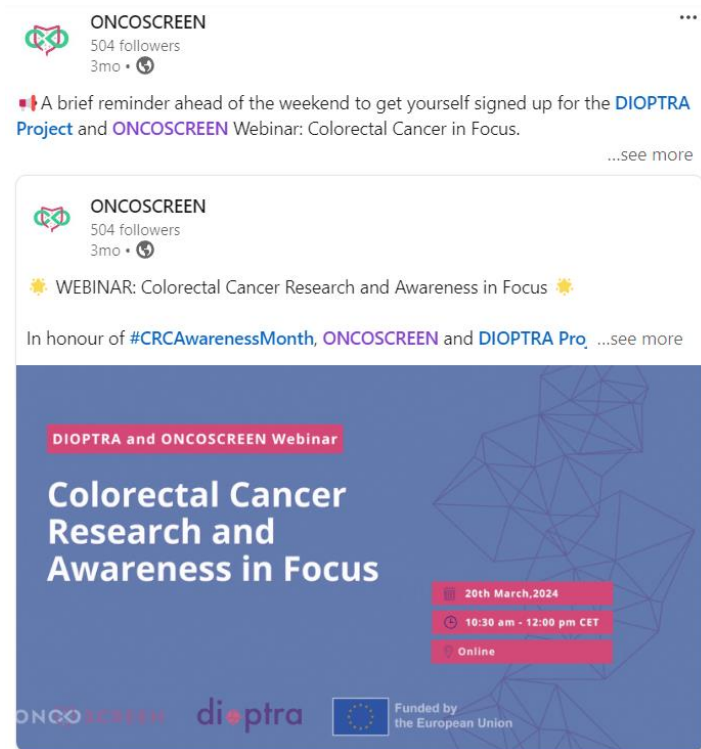 ONCOSCREEN
504 followers
3mo •
A brief reminder ahead of the weekend to get yourself signed up for the DIOPTRA
Project and ONCOSCREEN Webinar: Colorectal Cancer in Focus.
...see more
ONCOSCREEN
504 followers
3mo •
WEBINAR: Colorectal Cancer Research and Awareness in Focus
In honour of #CRCAwarenessMonth, ONCOSCREEN and DIOPTRA Proj ...see more
DIOPTRA and ONCOSCREEN Webinar
Colorectal Cancer
Research and
Awareness in Focus
20th March,2024
10:30 am - 12:00 pm CET
Online
ONCOSCREEN
dioptra
Funded by
the European Union